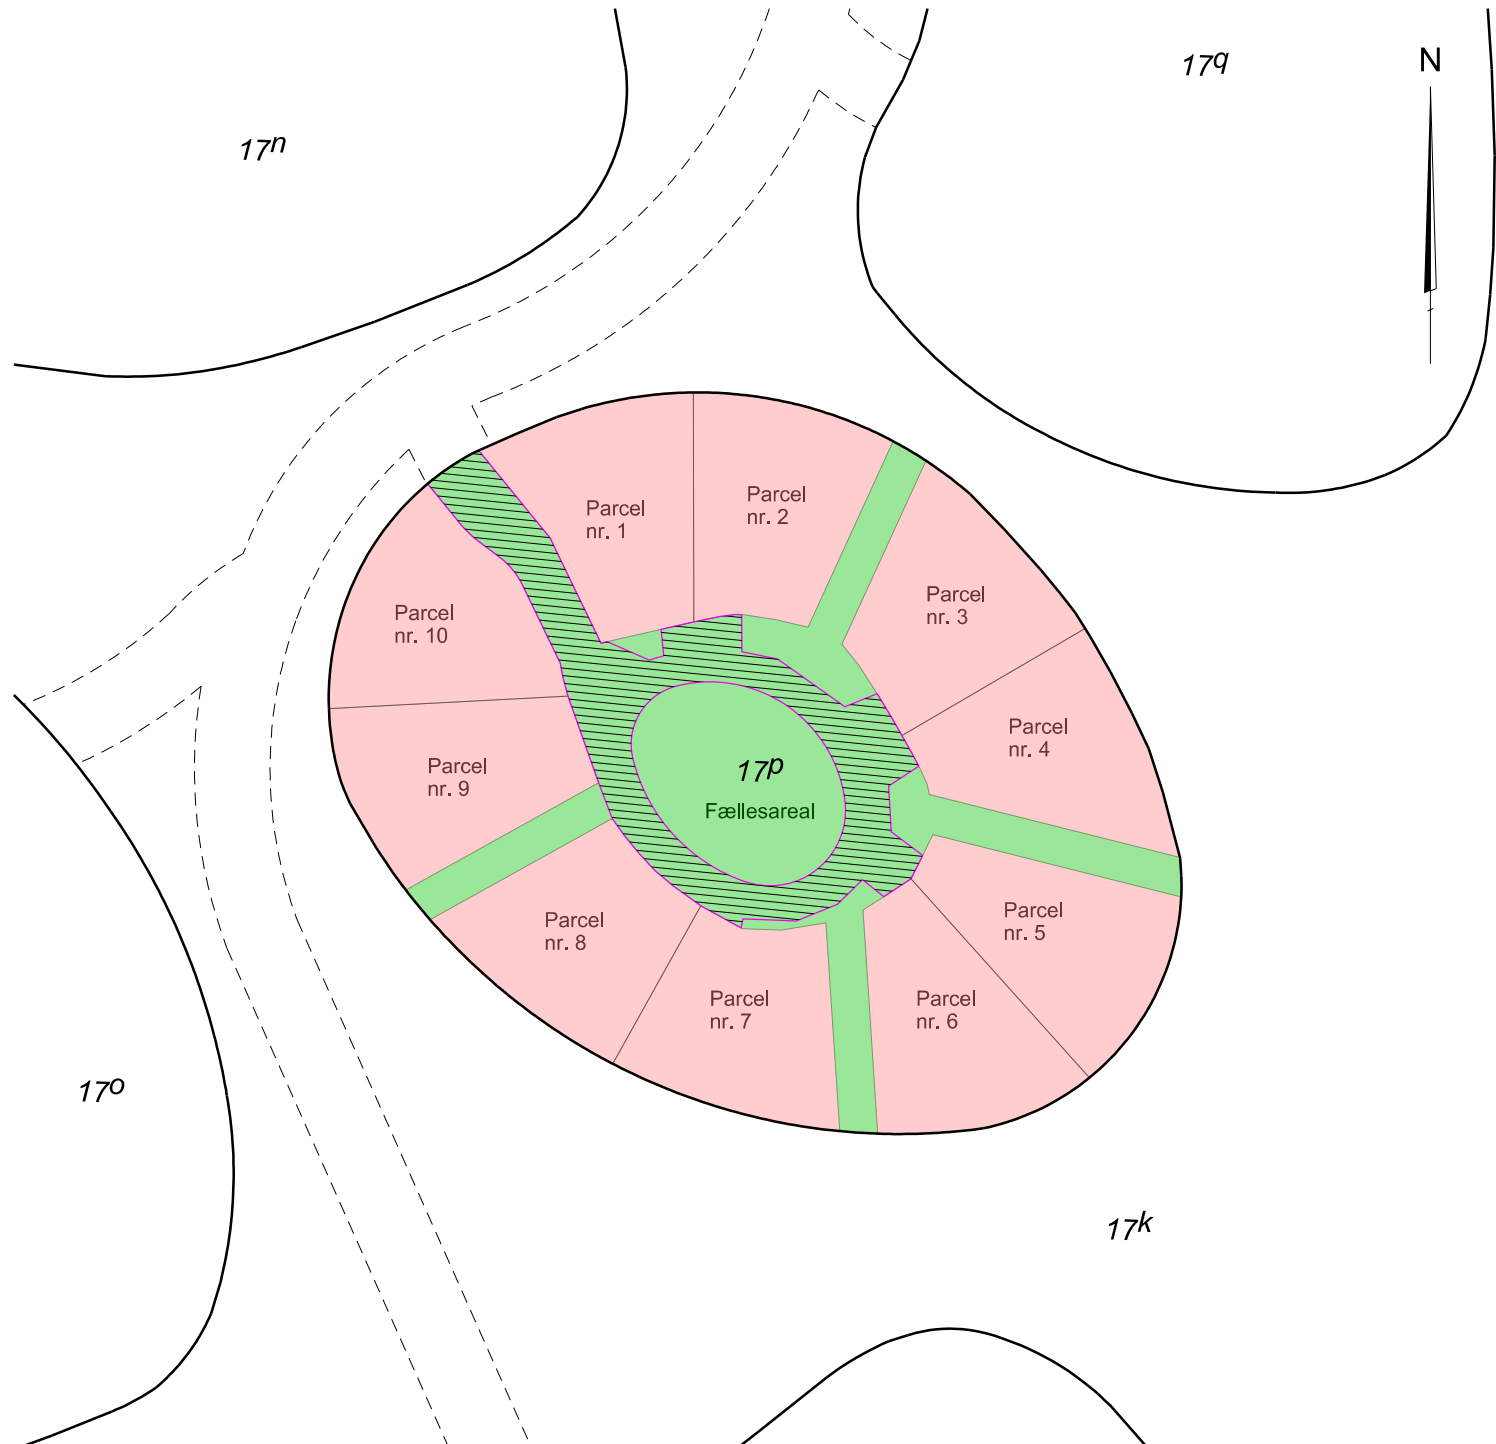 17q
N
17n
Parcel
nr. 1
Parcel
nr. 2
Parcel
nr. 3
Parcel
nr. 10
Parcel
nr. 4
Parcel
nr. 9
17p
Fællesareal
Parcel
nr. 8
Parcel
nr. 5
Parcel
nr. 7
Parcel
nr. 6
17o
17k